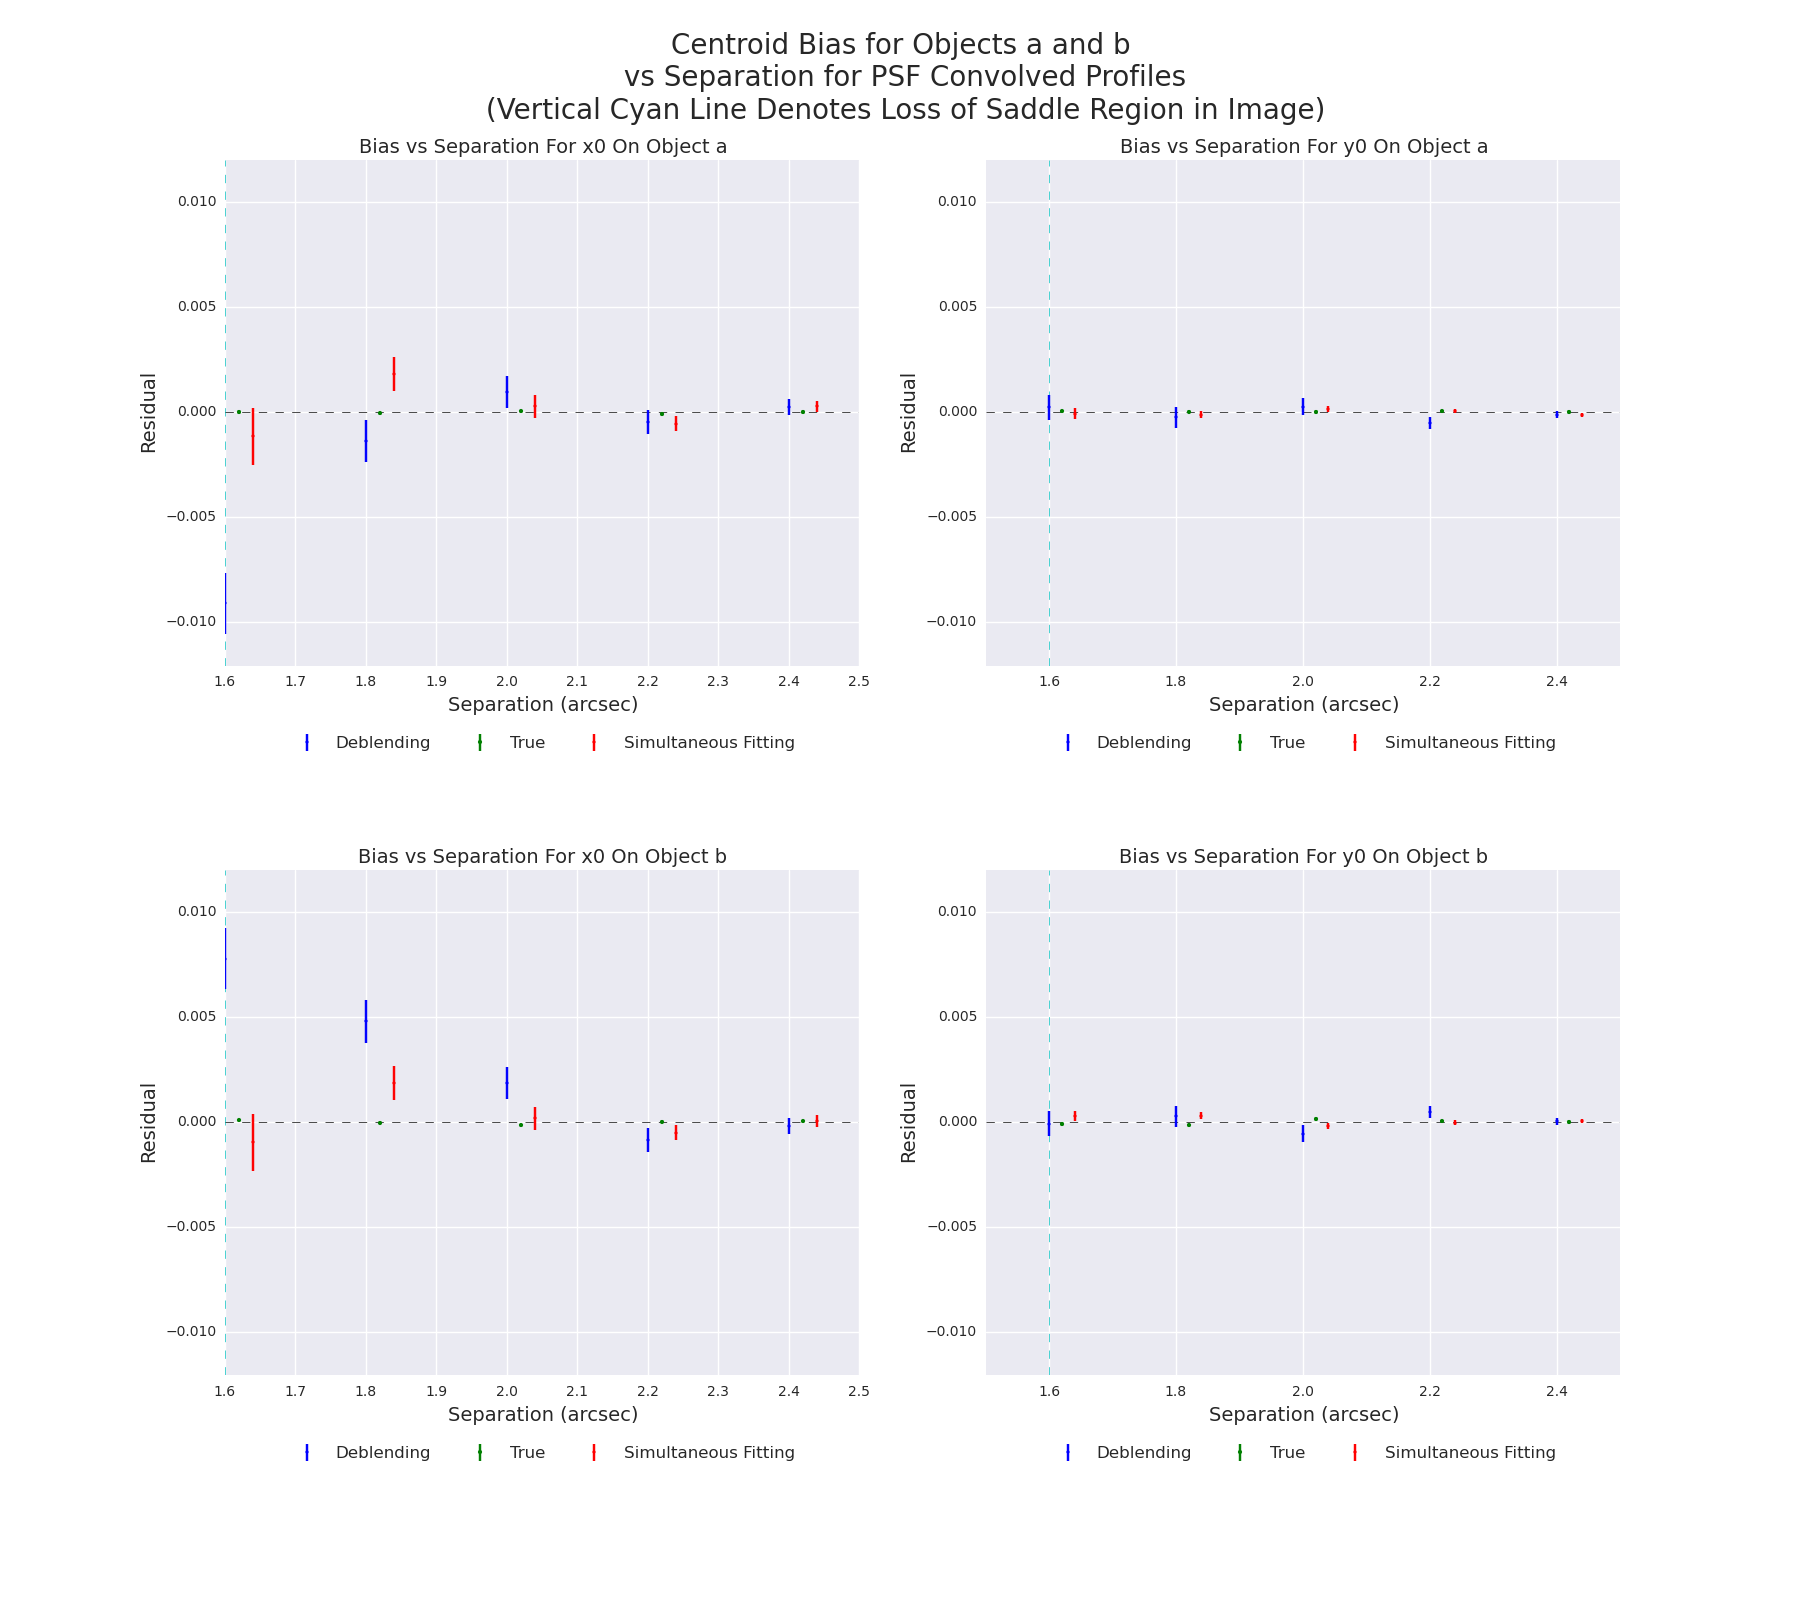 Centroid Bias for Objects a and b
vs Separation for PSF Convolved Profiles
(Vertical Cyan Line Denotes Loss of Saddle Region in Image)
Bias vs Separation For x0 On Object a
0.010
0.005
0.000
−0.005
−0.010
Residual
1.6 1.7 1.8 1.9 2.0 2.1 2.2 2.3 2.4 2.5
Separation (arcsec)
Deblending True Simultaneous Fitting
Bias vs Separation For y0 On Object a
0.010
0.005
0.000
−0.005
−0.010
Residual
1.6 1.8 2.0 2.2 2.4
Separation (arcsec)
Deblending True Simultaneous Fitting
Bias vs Separation For x0 On Object b
0.010
0.005
0.000
−0.005
−0.010
Residual
1.6 1.7 1.8 1.9 2.0 2.1 2.2 2.3 2.4 2.5
Separation (arcsec)
Deblending True Simultaneous Fitting
Bias vs Separation For y0 On Object b
0.010
0.005
0.000
−0.005
−0.010
Residual
1.6 1.8 2.0 2.2 2.4
Separation (arcsec)
Deblending True Simultaneous Fitting